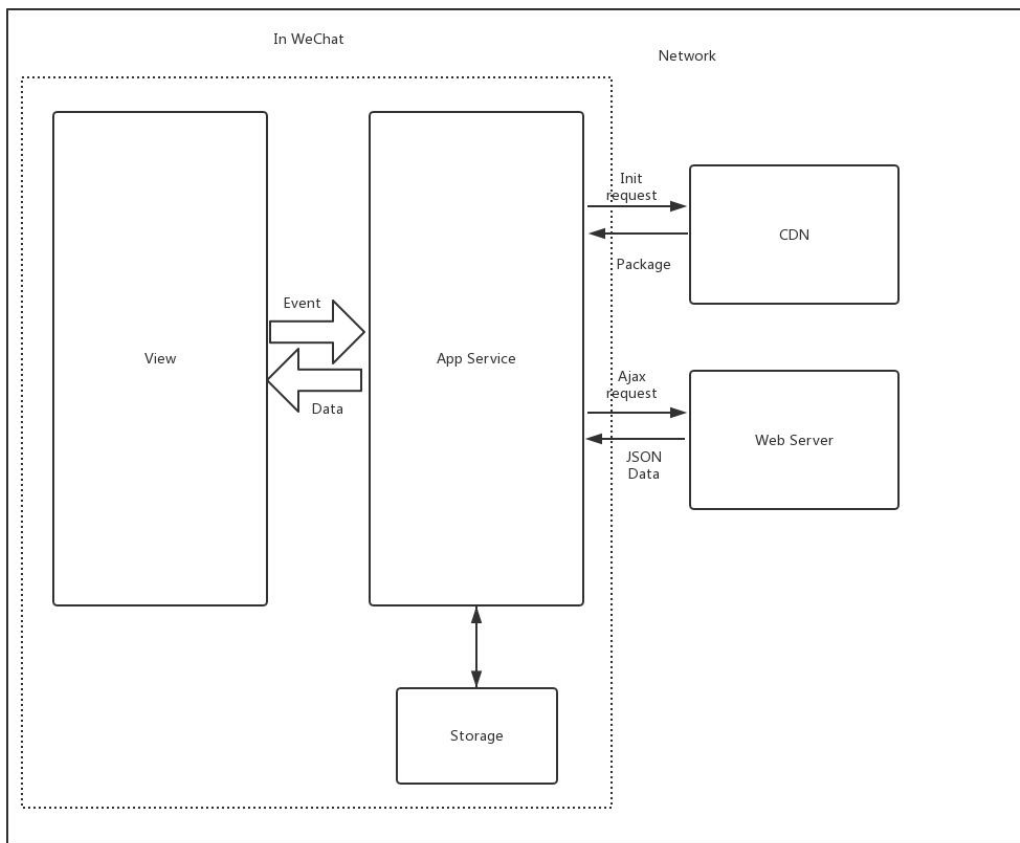 In WeChat
Network
View
Event
Data
App Service
Init
request
Package
CDN
Ajax
request
JSON
Data
Web Server
Storage